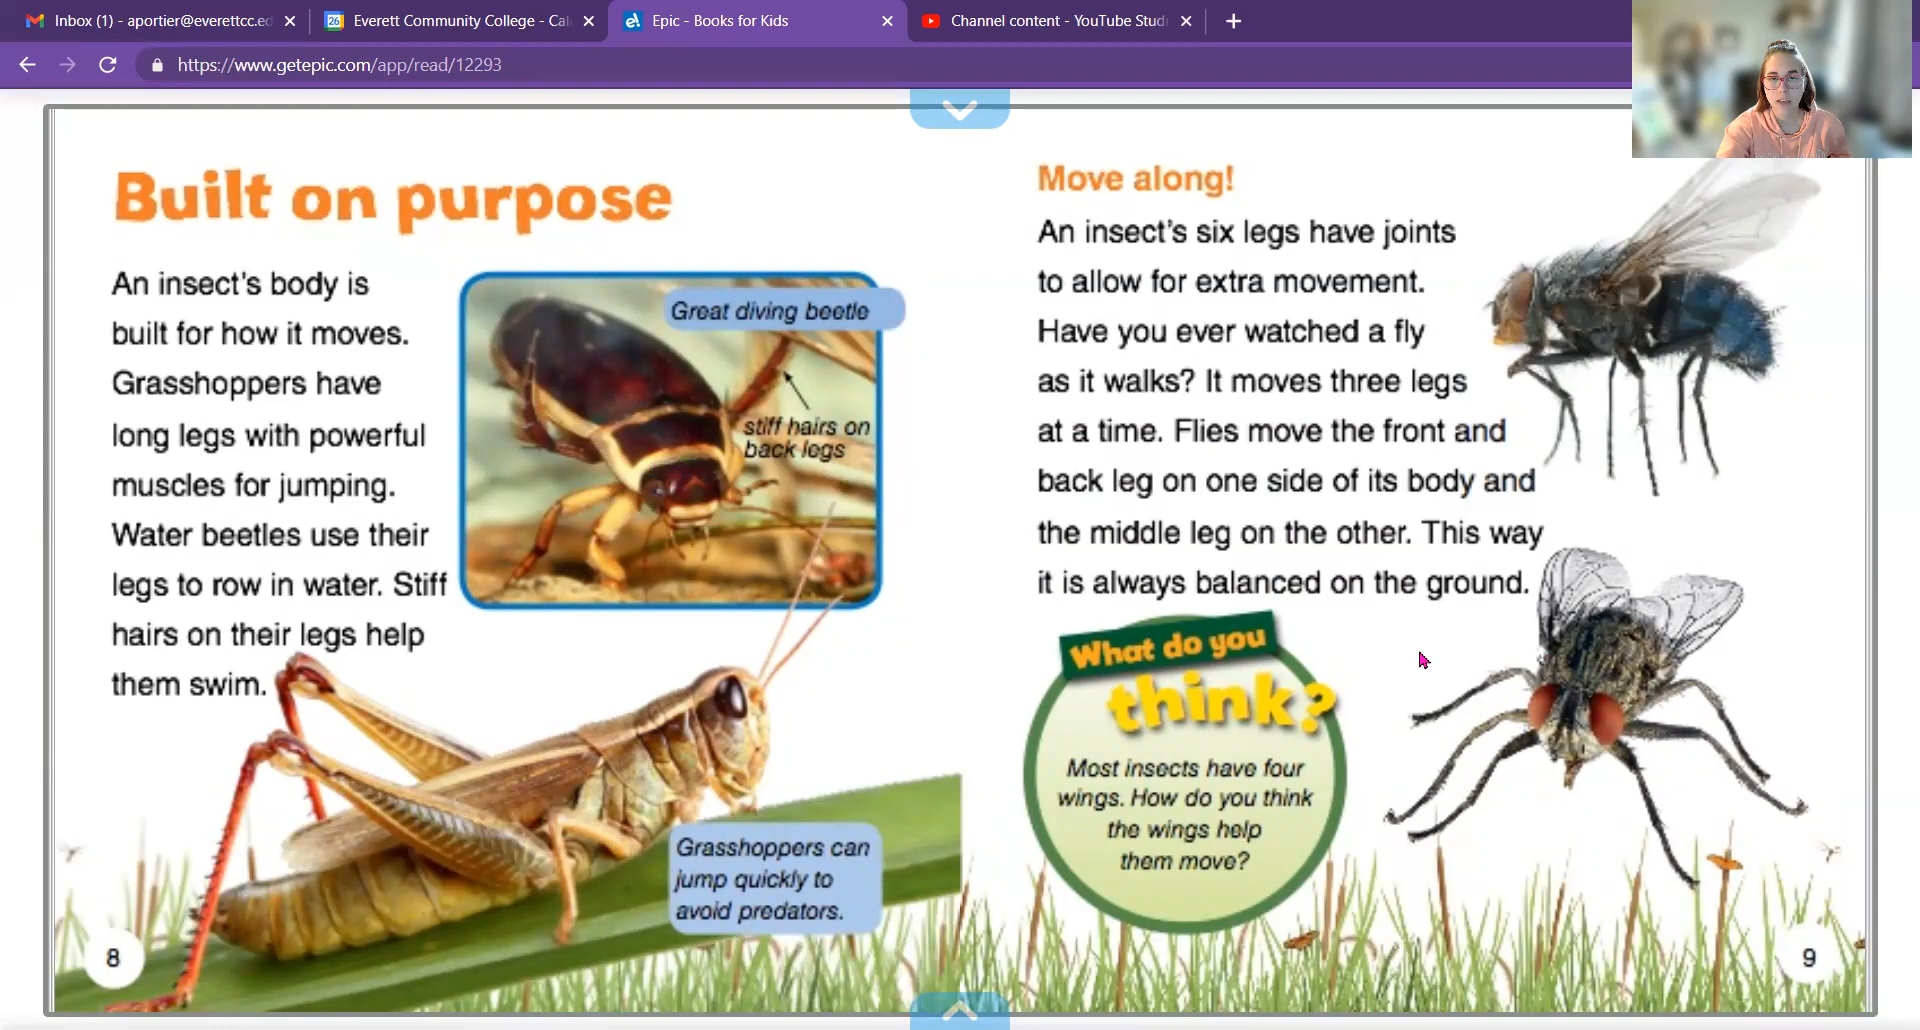 Inbox (1) - aportier@everettcc.ed
26
Everett Community College - Cal
Epic - Books for Kids
Channel content - YouTube Stud
https://www.getepic.com/app/read/12293
Built on purpose
An insect's body is
built for how it moves.
Grasshoppers have
long legs with powerful
muscles for jumping.
Water beetles use their
legs to row in water. Stiff
hairs on their legs help
them swim.
Great diving beetle
stiff hairs on
back legs
Grasshoppers can
jump quickly to
avoid predators.
8
Move along!
An insect's six legs have joints
to allow for extra movement.
Have you ever watched a fly
as it walks? It moves three legs
at a time. Flies move the front and
back leg on one side of its body and
the middle leg on the other. This way
it is always balanced on the ground.
What do you
think?
Most insects have four
wings. How do you think
the wings help
them move?
9